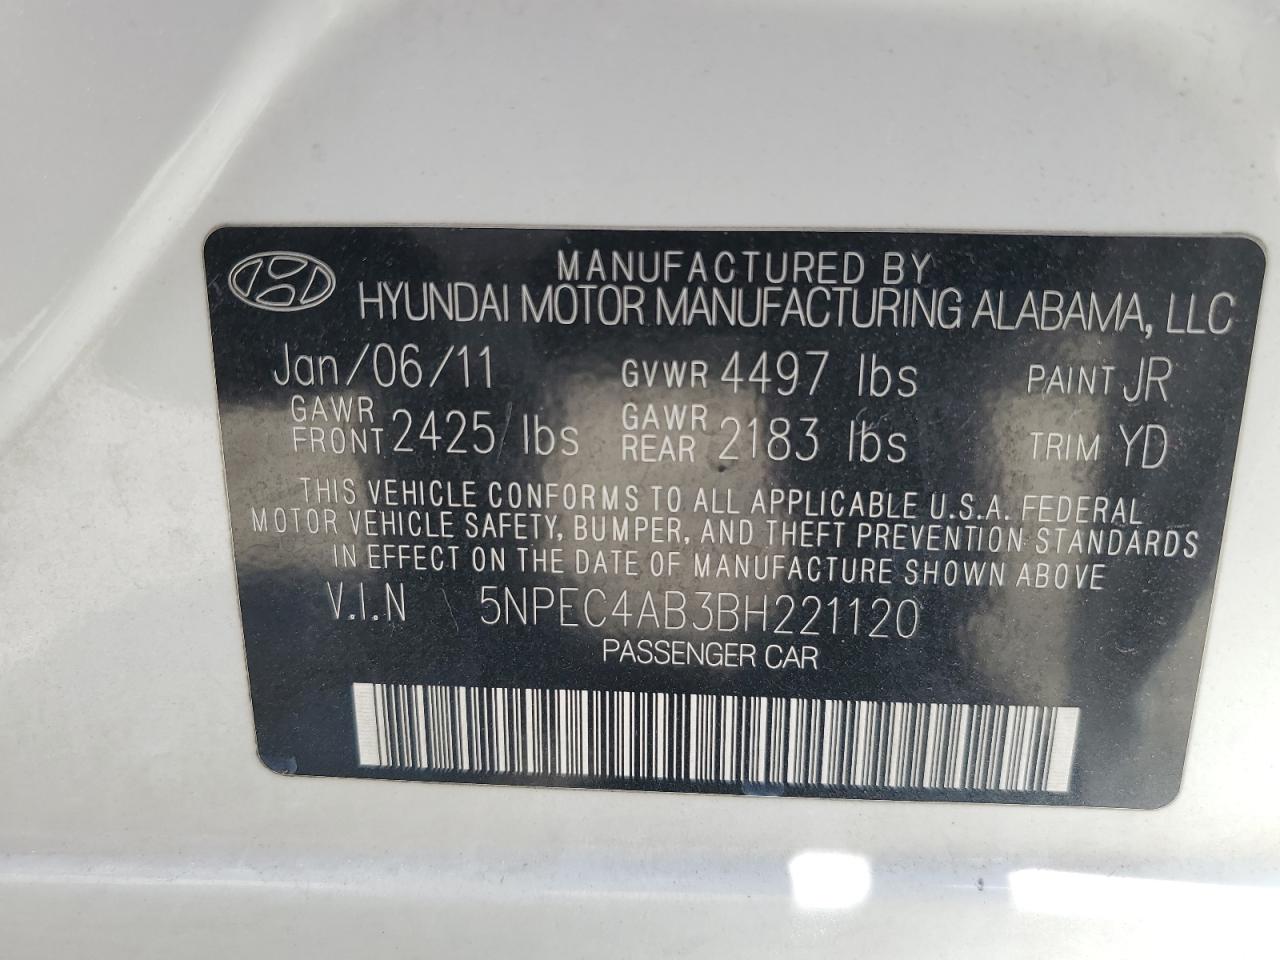 MANUFACTURED BY
HYUNDAI MOTOR MANUFACTURING ALABAMA, LLC
Jan/06/11 GVWR 4497 lbs PAINT JR
GAWR FRONT 2425 lbs GAWR REAR 2183 lbs TRIM YD
THIS VEHICLE CONFORMS TO ALL APPLICABLE U.S.A. FEDERAL
MOTOR VEHICLE SAFETY, BUMPER, AND THEFT PREVENTION STANDARDS
IN EFFECT ON THE DATE OF MANUFACTURE SHOWN ABOVE
V.I.N 5NPEC4AB3BH221120
PASSENGER CAR